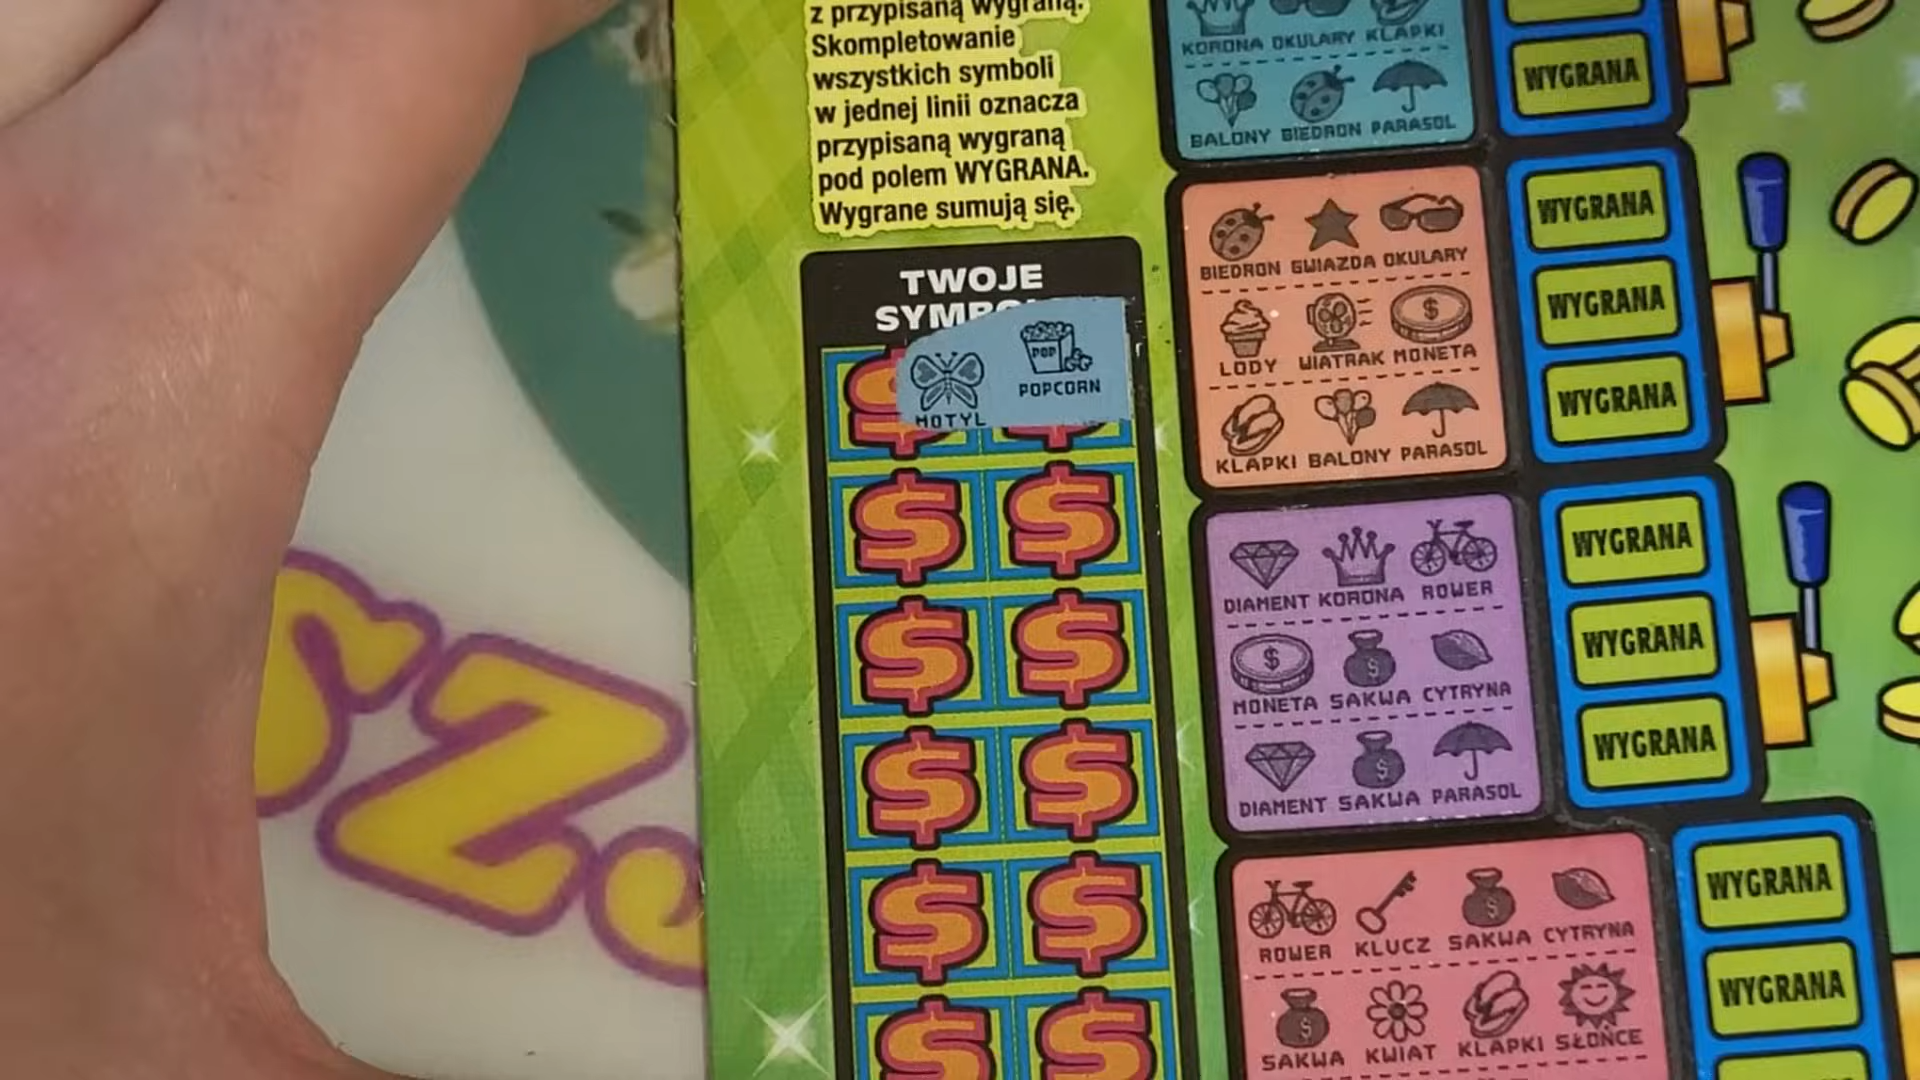 z przypisaną wygraną.
Skompletowanie
wszystkich symboli
w jednej linii oznacza
przypisaną wygraną
pod polem WYGRANA.
Wygrane sumują się.
TWOJE
MOTYL POPCORN
POP
KORONA OKULARY KLAPKI
BALONY BIEDRON PARASOL
WYGRANA
BIEDRON GWIAZDA OKULARY
LODY WIATRAK MONETA
KLAPKI BALONY PARASOL
WYGRANA
WYGRANA
WYGRANA
DIAMENT KORONA ROWER
MONETA SAKWA CYTRYNA
DIAMENT SAKWA PARASOL
WYGRANA
WYGRANA
WYGRANA
ROWER KLUCZ SAKWA CYTRYNA
SAKWA KWIAT KLAPKI SŁOŃCE
WYGRANA
WYGRANA